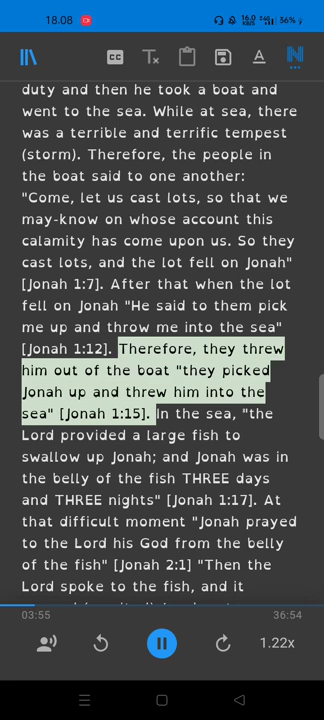 18.08
16.0
KB/S
36%
CC
T
A
N
duty and then he took a boat and
went to the sea. While at sea, there
was a terrible and terrific tempest
(storm). Therefore, the people in
the boat said to one another:
"Come, let us cast lots, so that we
may-know on whose account this
calamity has come upon us. So they
cast lots, and the lot fell on Jonah"
[Jonah 1:7]. After that when the lot
fell on Jonah "He said to them pick
me up and throw me into the sea"
[Jonah 1:12]. Therefore, they threw
him out of the boat "they picked
Jonah up and threw him into the
sea" [Jonah 1:15]. In the sea, "the
Lord provided a large fish to
swallow up Jonah; and Jonah was in
the belly of the fish THREE days
and THREE nights" [Jonah 1:17]. At
that difficult moment "Jonah prayed
to the Lord his God from the belly
of the fish" [Jonah 2:1] "Then the
Lord spoke to the fish, and it
03:55
36:54
1.22x